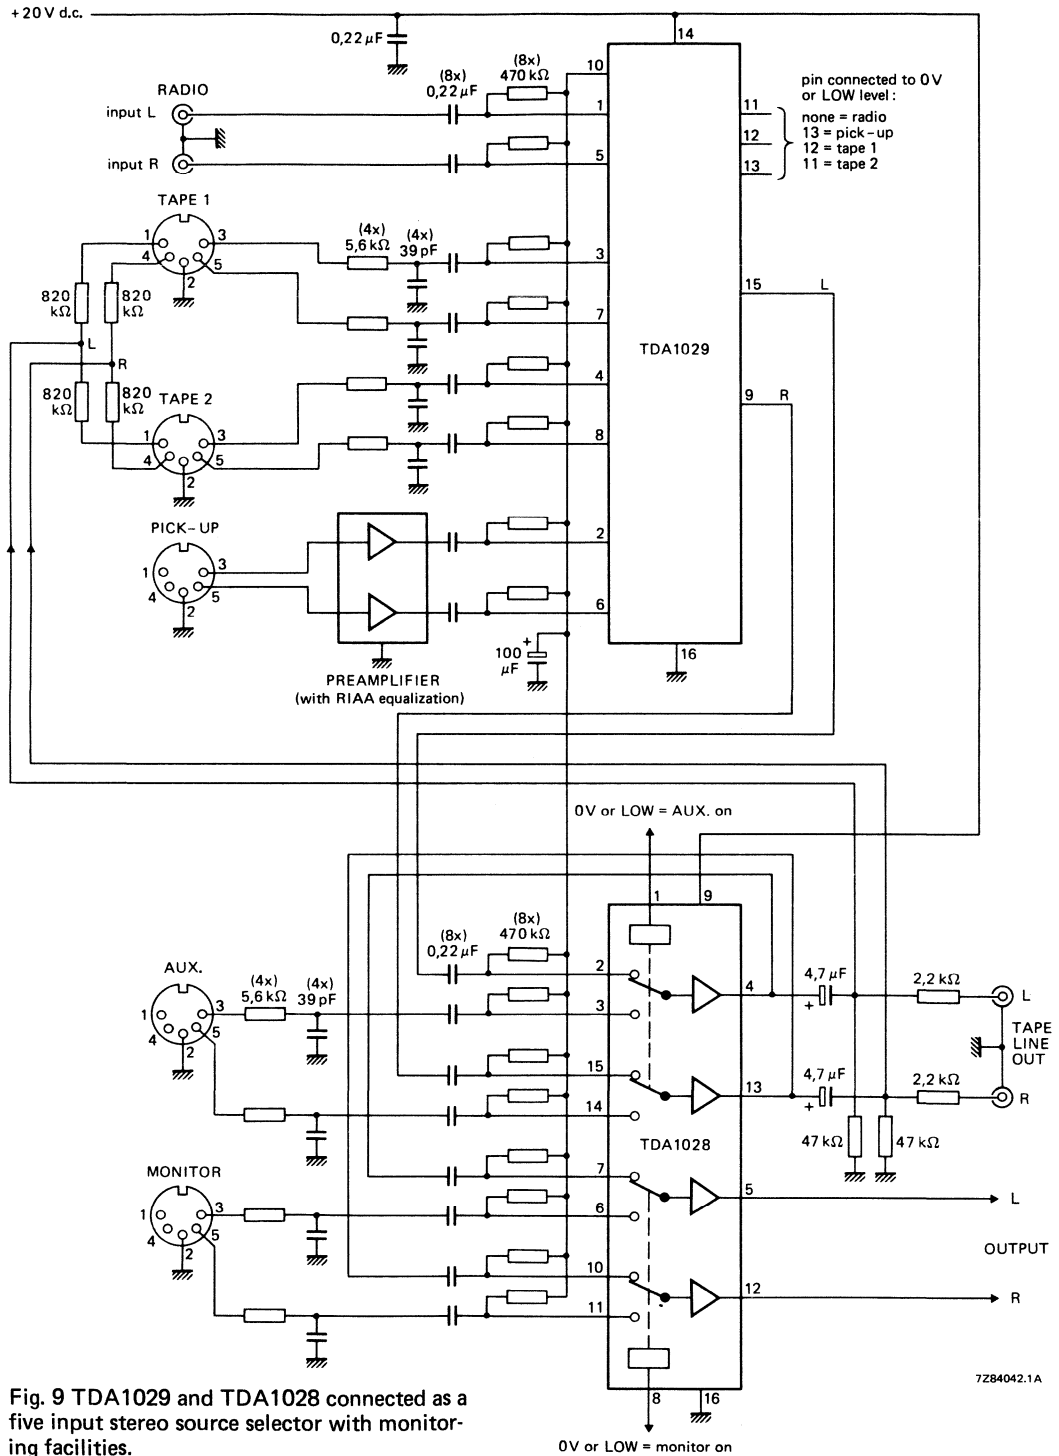 +20 V d.c.
0,22 µF
14
(8x)
0,22 µF
(8x)
470 kΩ
10
pin connected to 0 V
or LOW level :
none = radio
13 = pick-up
12 = tape 1
11 = tape 2
RADIO
input L
1
11
12
input R
5
13
TAPE 1
1
3
4
5
2
(4x)
5,6 kΩ
(4x)
39 pF
3
15
L
820
kΩ
820
kΩ
7
L
R
TDA1029
820
kΩ
820
kΩ
TAPE 2
4
9
R
1
3
4
5
2
8
PICK-UP
1
3
4
5
2
2
6
100
µF
+
16
PREAMPLIFIER
(with RIAA equalization)
0V or LOW = AUX. on
1
9
(8x)
0,22 µF
(8x)
470 kΩ
AUX.
1
3
4
5
2
(4x)
5,6 kΩ
(4x)
39 pF
2
3
4
4,7 µF
+
2,2 kΩ
L
TAPE
LINE
OUT
15
14
13
4,7 µF
+
2,2 kΩ
R
47 kΩ
47 kΩ
TDA1028
MONITOR
1
3
4
5
2
7
6
5
L
OUTPUT
10
11
12
R
8
16
7Z84042.1A
0V or LOW = monitor on
Fig. 9 TDA1029 and TDA1028 connected as a
five input stereo source selector with monitor-
ing facilities.